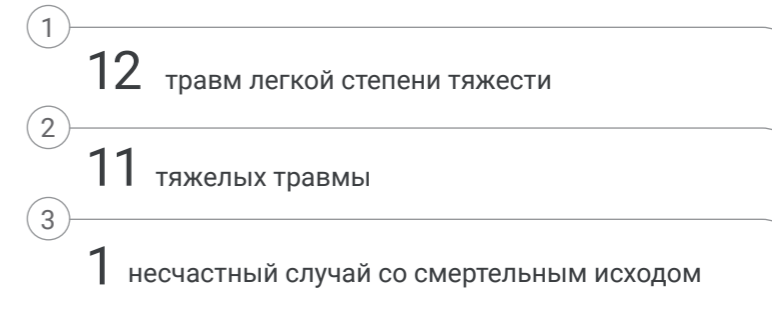 1
12 травм легкой степени тяжести
2
11 тяжелых травмы
3
1 несчастный случай со смертельным исходом